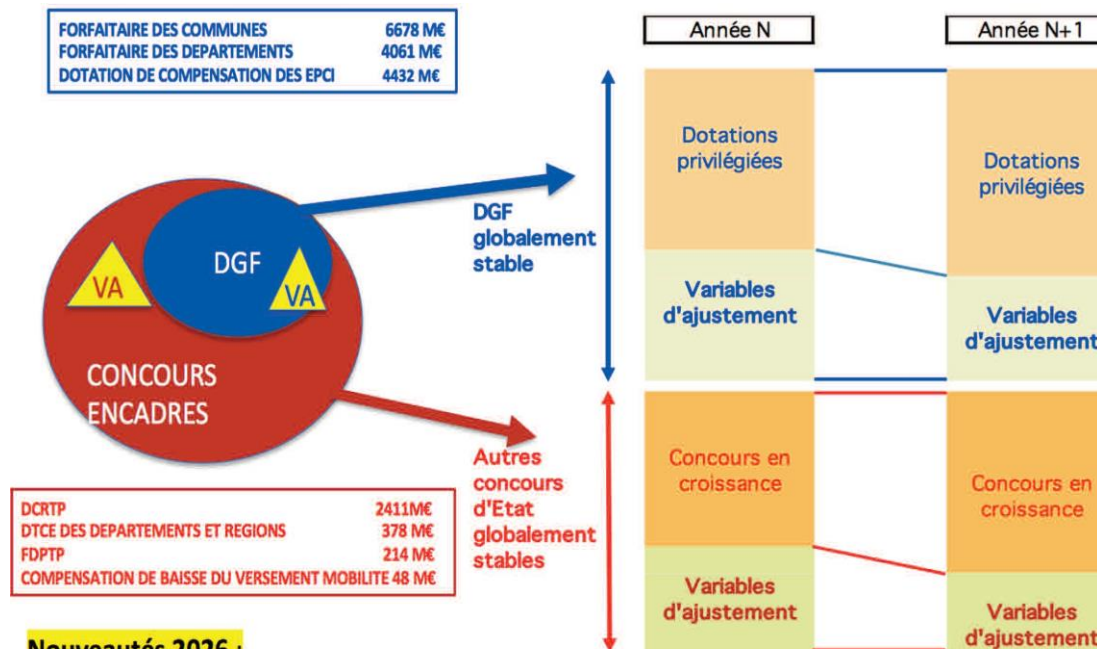 FORFAITAIRE DES COMMUNES 6678 M€
FORFAITAIRE DES DEPARTEMENTS 4061 M€
DOTATION DE COMPENSATION DES EPCI 4432 M€
VA
DGF
VA
CONCOURS
ENCADRES
DGF
globalement
stable
Autres
concours
d'Etat
globalement
stables
DCRTP 2411M€
DTCE DES DEPARTEMENTS ET REGIONS 378 M€
FDPTP 214 M€
COMPENSATION DE BAISSE DU VERSEMENT MOBILITE 48 M€
Nouveautés 2026 :
Année N
Année N+1
Dotations
privilégiées
Dotations
privilégiées
Variables
d'ajustement
Variables
d'ajustement
Concours en
croissance
Concours en
croissance
Variables
d'ajustement
Variables
d'ajustement